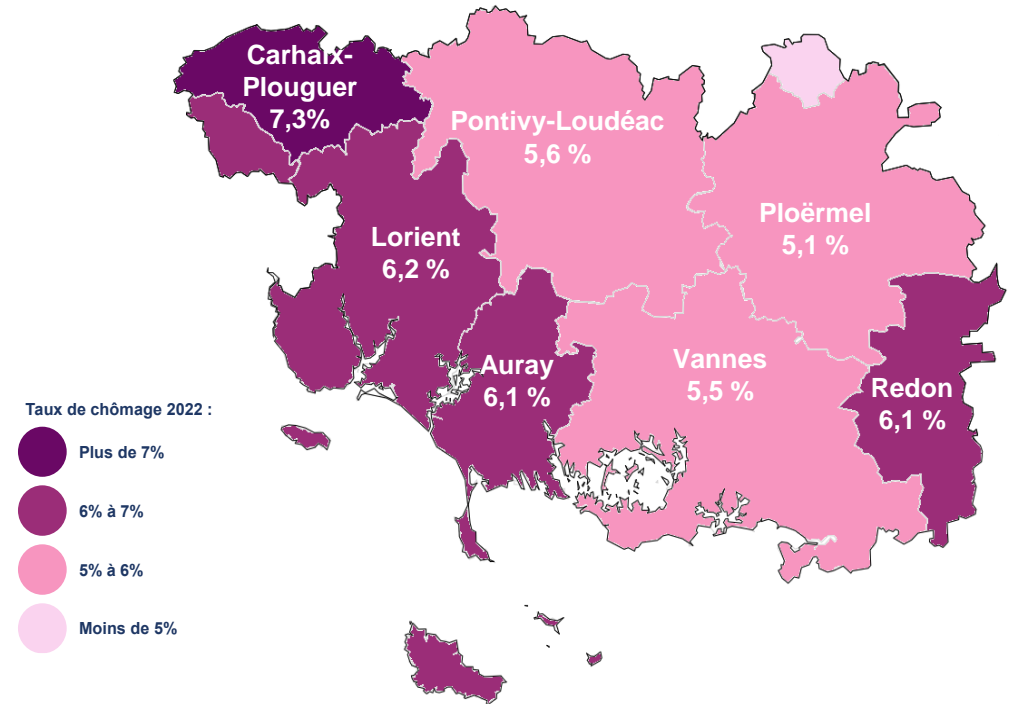 Carhaix-
Plouguer
7,3%
Pontivy-Loudéac
5,6 %
Ploërmel
5,1 %
Lorient
6,2 %
Auray
6,1 %
Vannes
5,5 %
Redon
6,1 %
Taux de chômage 2022 :
Plus de 7%
6% à 7%
5% à 6%
Moins de 5%